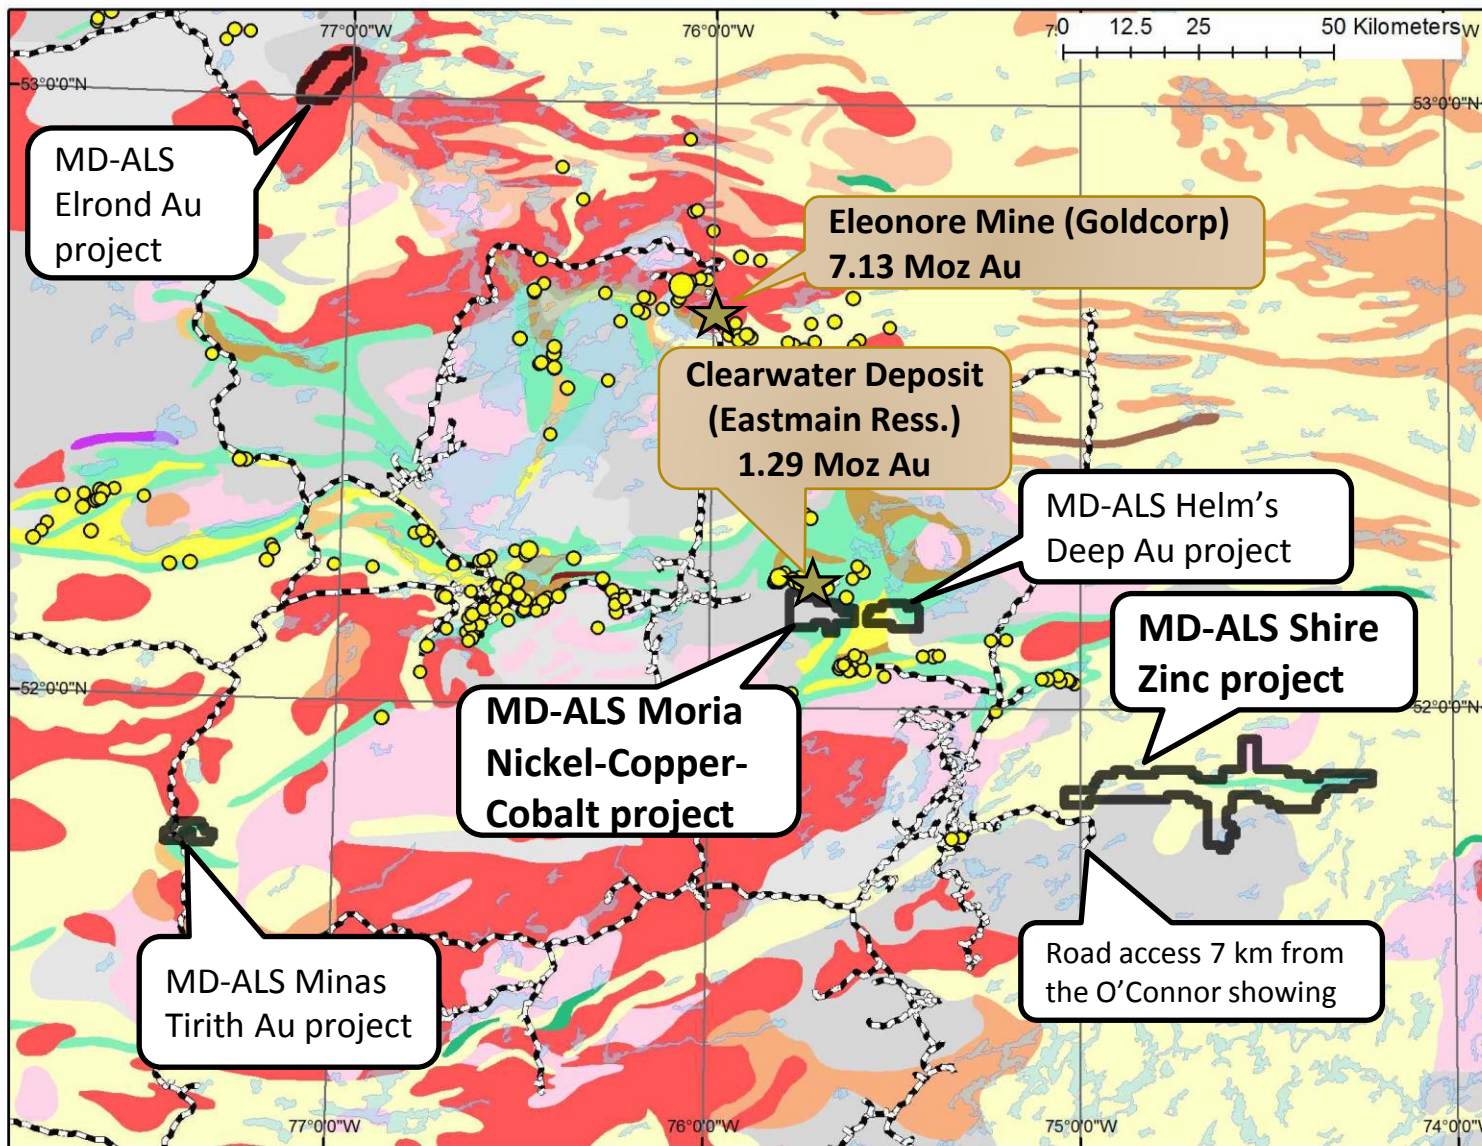 77°0'0"W
76°0'0"W
0 12.5 25 50 Kilometers
53°0'0"N
53°0'0"N
MD-ALS
Elrond Au
project
Eleonore Mine (Goldcorp)
7.13 Moz Au
Clearwater Deposit
(Eastmain Ress.)
1.29 Moz Au
MD-ALS Helm's
Deep Au project
MD-ALS Shire
Zinc project
52°0'0"N
52°0'0"N
MD-ALS Moria
Nickel-Copper-
Cobalt project
MD-ALS Minas
Tirith Au project
Road access 7 km from
the O'Connor showing
77°0'0"W
76°0'0"W
75°0'0"W
74°0'0"W